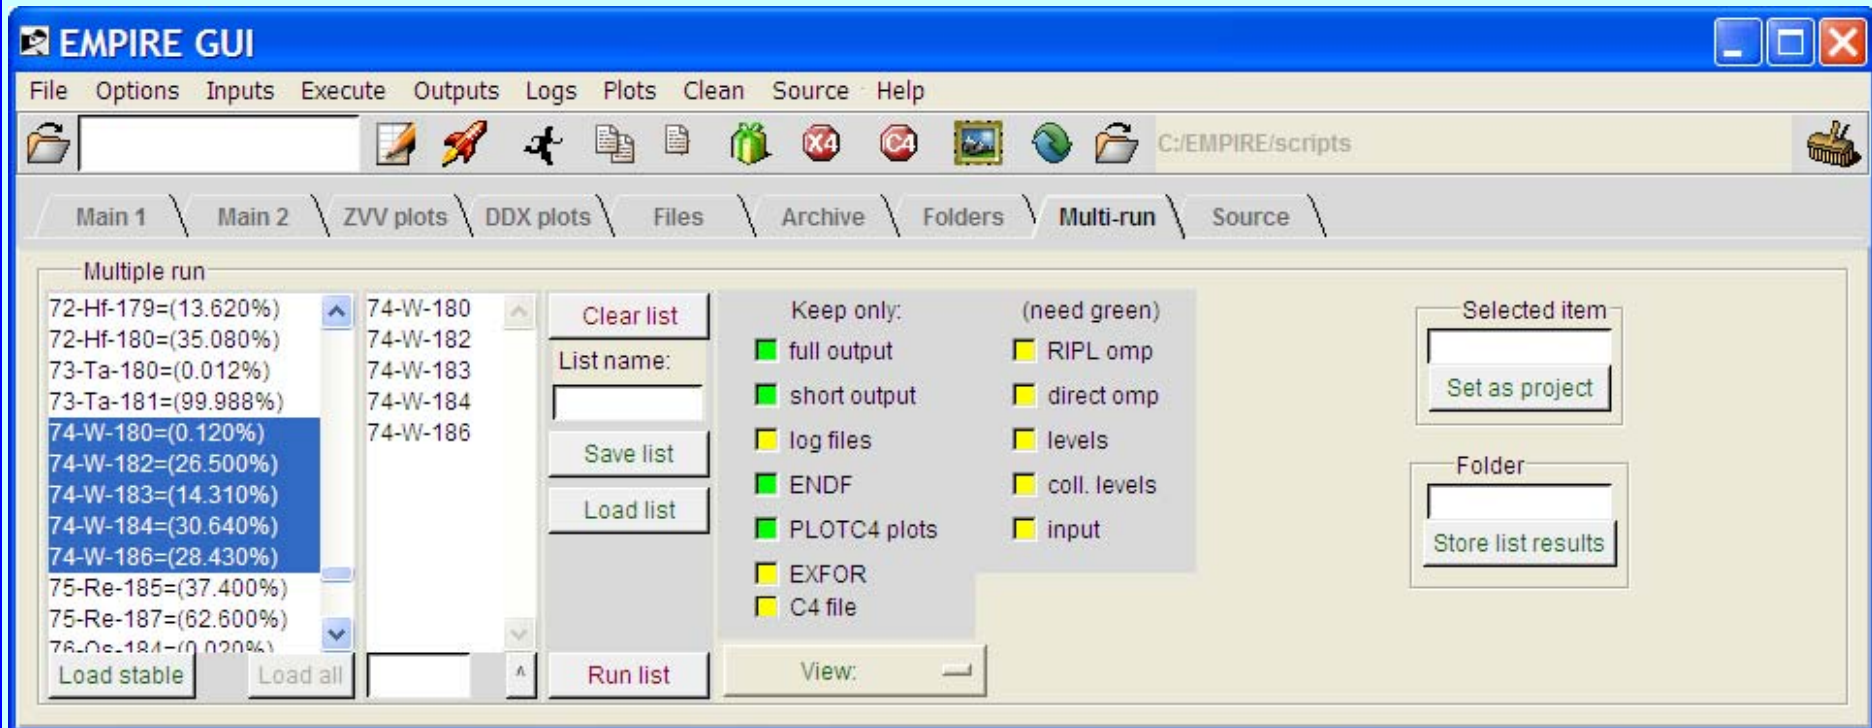 EMPIRE GUI
File Options Inputs Execute Outputs Logs Plots Clean Source Help
X4 C4 C:/EMPIRE/scripts
Main 1 Main 2 ZVV plots DDX plots Files Archive Folders Multi-run Source
Multiple run
72-Hf-179=(13.620%)
72-Hf-180=(35.080%)
73-Ta-180=(0.012%)
73-Ta-181=(99.988%)
74-W-180=(0.120%)
74-W-182=(26.500%)
74-W-183=(14.310%)
74-W-184=(30.640%)
74-W-186=(28.430%)
75-Re-185=(37.400%)
75-Re-187=(62.600%)
76-Os-184=(0.020%)
Load stable
Load all
74-W-180
74-W-182
74-W-183
74-W-184
74-W-186
^
Clear list
List name:
Save list
Load list
Run list
Keep only:
full output
short output
log files
ENDF
PLOTC4 plots
EXFOR
C4 file
View:
(need green)
RIPL omp
direct omp
levels
coll. levels
input
Selected item
Set as project
Folder
Store list results